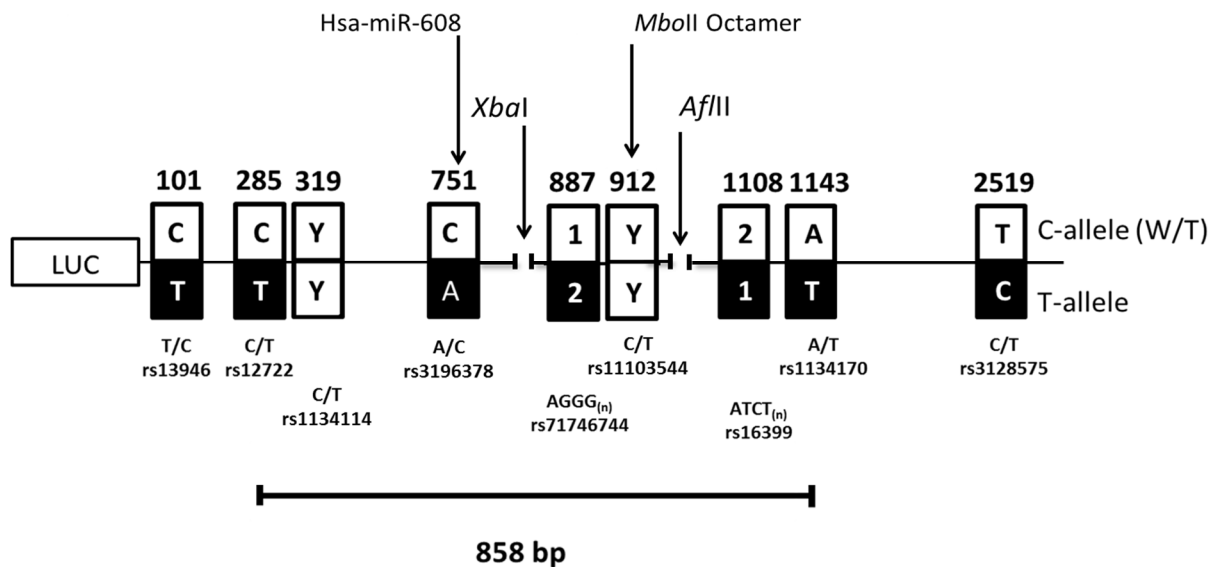 Hsa-miR-608 MboII Octamer
XbaI AflII
101 285 319 751 887 912 1108 1143 2519
C C Y C 1 Y 2 A T C-allele (W/T)
LUC
T T Y A 2 Y 1 T C T-allele
T/C C/T A/C C/T A/T C/T
rs13946 rs12722 rs3196378 rs11103544 rs1134170 rs3128575
C/T AGGG(n) ATCT(n)
rs1134114 rs71746744 rs16399
858 bp